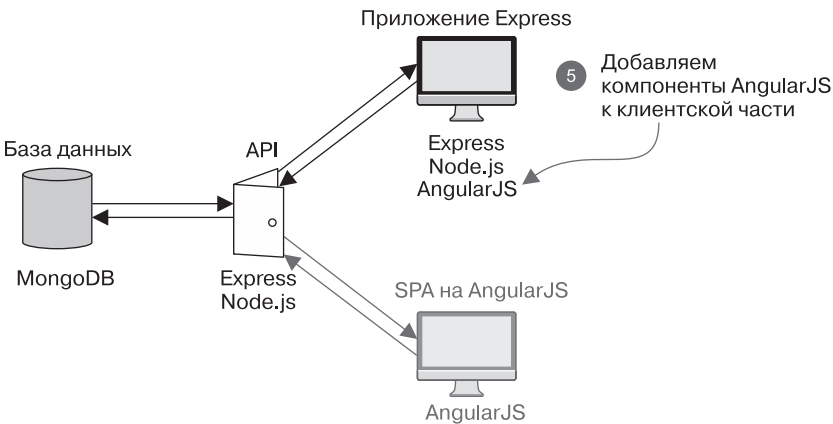 Приложение Express
5
Добавляем
компоненты AngularJS
к клиентской части
Express
Node.js
AngularJS
База данных
MongoDB
API
Express
Node.js
SPA на AngularJS
AngularJS